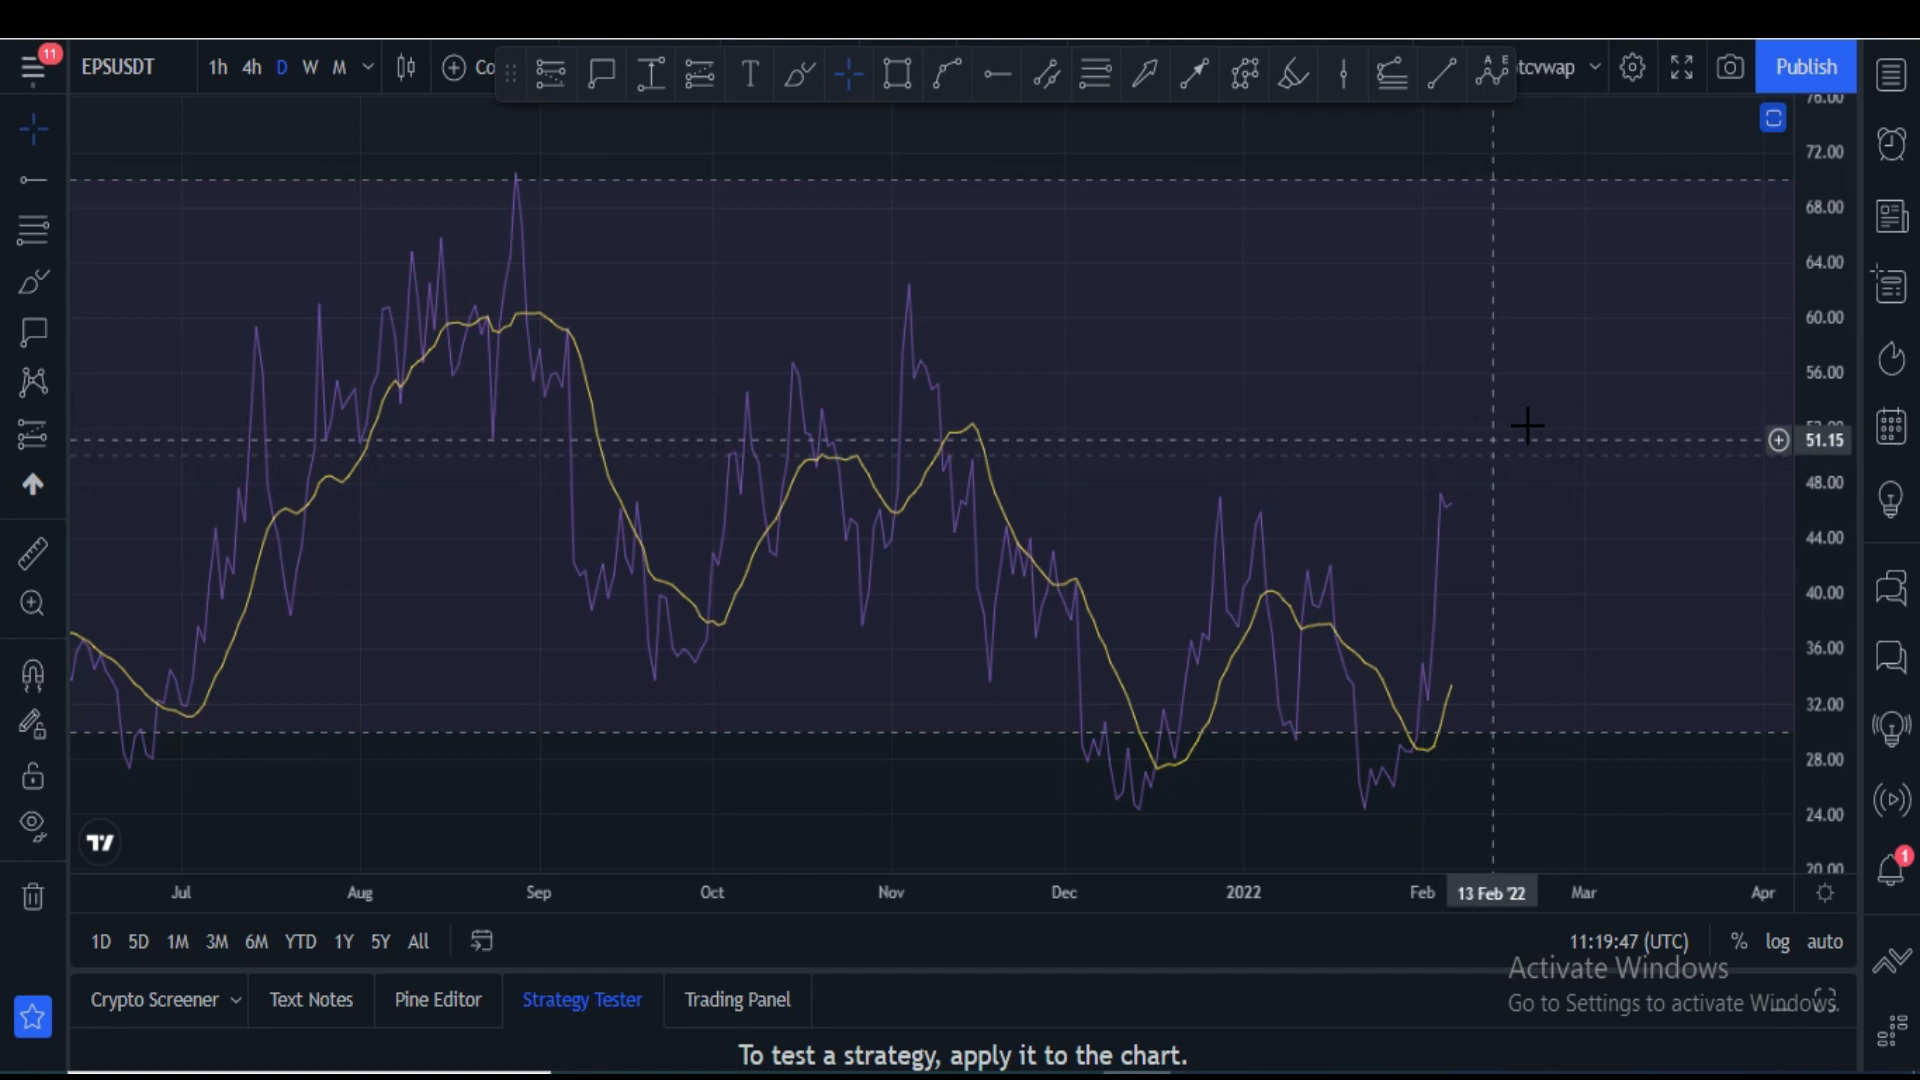 11
EPSUSDT 1h 4h D W M Co tcvwap Publish
76.00
72.00
68.00
64.00
60.00
56.00
51.15
48.00
44.00
40.00
36.00
32.00
28.00
24.00
20.00
Jul Aug Sep Oct Nov Dec 2022 Feb 13 Feb '22 Mar Apr
1
1D 5D 1M 3M 6M YTD 1Y 5Y All 11:19:47 (UTC) % log auto
Activate Windows
Go to Settings to activate Windows.
Crypto Screener Text Notes Pine Editor Strategy Tester Trading Panel
To test a strategy, apply it to the chart.